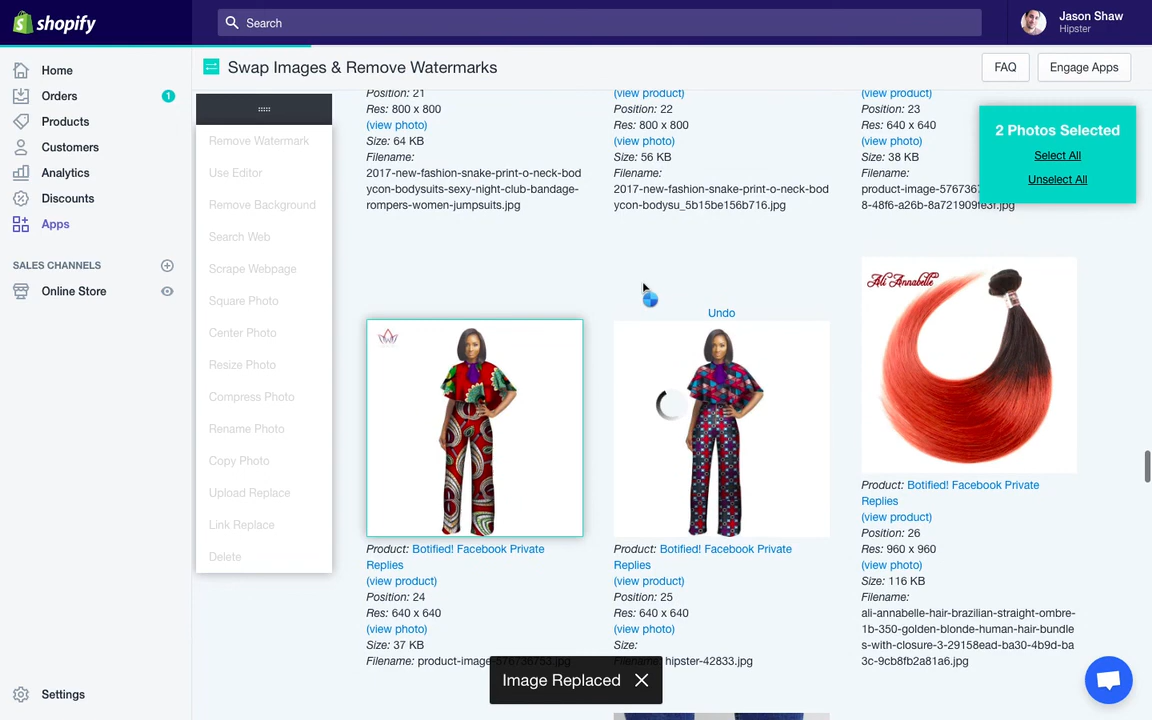 shopify
Search
Jason Shaw
Hipster
Home
Orders
1
Products
Customers
Analytics
Discounts
Apps
SALES CHANNELS
Online Store
Settings
Swap Images & Remove Watermarks
FAQ
Engage Apps
Remove Watermark
Use Editor
Remove Background
Search Web
Scrape Webpage
Square Photo
Center Photo
Resize Photo
Compress Photo
Rename Photo
Copy Photo
Upload Replace
Link Replace
Delete
Position: 21
Res: 800 x 800
(view photo)
Size: 64 KB
Filename:
2017-new-fashion-snake-print-o-neck-bod
ycon-bodysuits-sexy-night-club-bandage-
rompers-women-jumpsuits.jpg
(view product)
Position: 22
Res: 800 x 800
(view photo)
Size: 56 KB
Filename:
2017-new-fashion-snake-print-o-neck-bod
ycon-bodysu_5b15be156b716.jpg
(view product)
Position: 23
Res: 640 x 640
(view photo)
Size: 38 KB
Filename:
8-48f6-a26b-8a721909fe3f.jpg
2 Photos Selected
Select All
Unselect All
Product: Botified! Facebook Private
Replies
(view product)
Position: 24
Res: 640 x 640
(view photo)
Size: 37 KB
Filename: product-image-576736753.jpg
Undo
Product: Botified! Facebook Private
Replies
(view product)
Position: 25
Res: 640 x 640
(view photo)
Size:
Filename: hipster-42833.jpg
Ali Annabelle
Product: Botified! Facebook Private
Replies
(view product)
Position: 26
Res: 960 x 960
(view photo)
Size: 116 KB
Filename:
ali-annabelle-hair-brazilian-straight-ombre-
1b-350-golden-blonde-human-hair-bundle
s-with-closure-3-29158ead-ba30-4b9d-ba
3c-9cb8fb2a81a6.jpg
Image Replaced